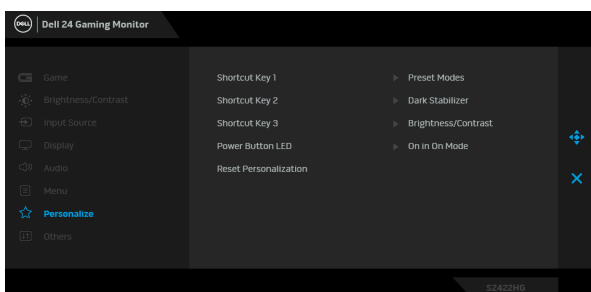 DELL
Dell 24 Gaming Monitor
Game
Brightness/Contrast
Input Source
Display
Audio
Menu
Personalize
Others
Shortcut Key 1 Preset Modes
Shortcut Key 2 Dark Stabilizer
Shortcut Key 3 Brightness/Contrast
Power Button LED On in On Mode
Reset Personalization
S2422HG